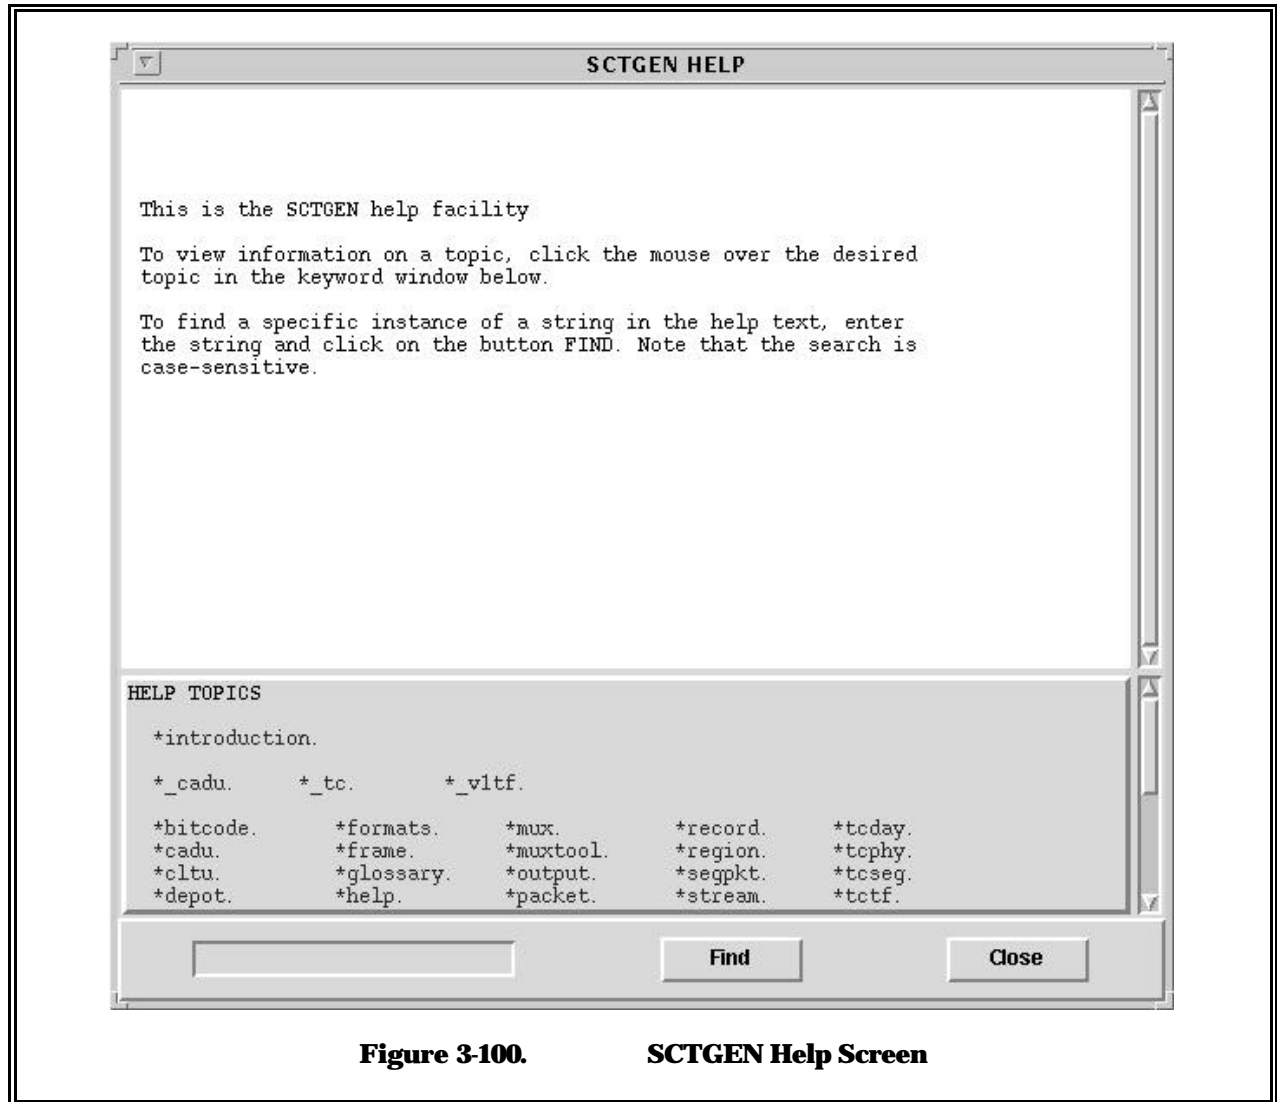 SCTGEN HELP
This is the SCTGEN help facility
To view information on a topic, click the mouse over the desired
topic in the keyword window below.
To find a specific instance of a string in the help text, enter
the string and click on the button FIND. Note that the search is
case-sensitive.
HELP TOPICS
*introduction.
*_cadu. *_tc. *_v1tf.
*bitcode. *formats. *mux. *record. *tcday.
*cadu. *frame. *muxtool. *region. *tcphy.
*cltu. *glossary. *output. *segpkt. *tcseg.
*depot. *help. *packet. *stream. *tctf.
Find Close
Figure 3-100. SCTGEN Help Screen